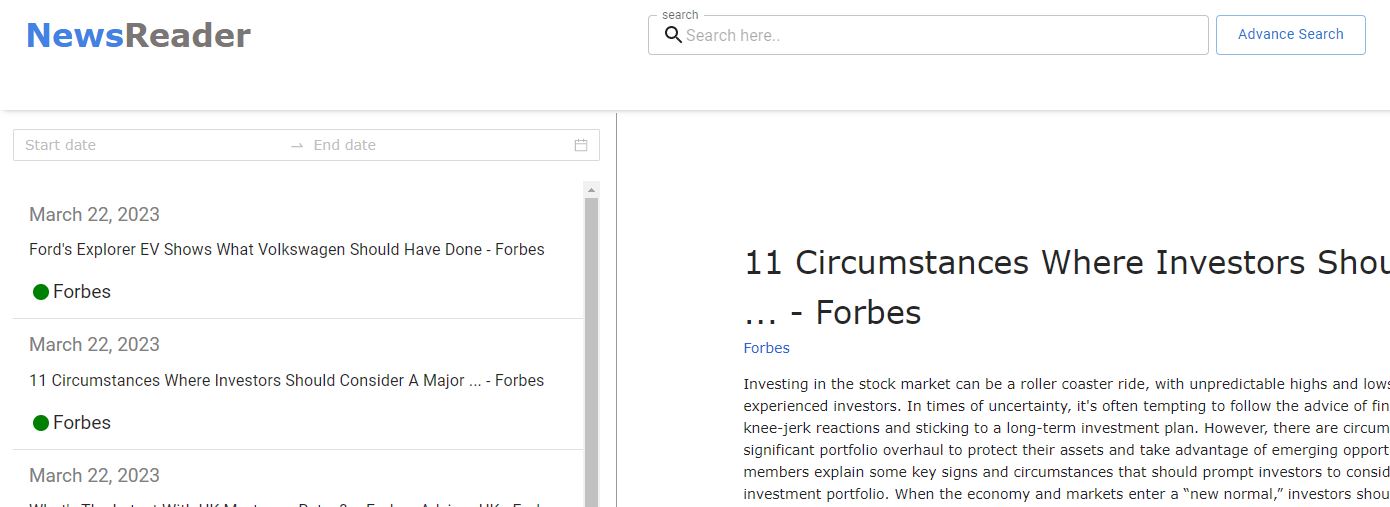 NewsReader
search
Search here..
Advance Search
Start date → End date
March 22, 2023
Ford's Explorer EV Shows What Volkswagen Should Have Done - Forbes
Forbes
March 22, 2023
11 Circumstances Where Investors Should Consider A Major ... - Forbes
Forbes
March 22, 2023
11 Circumstances Where Investors Shou
... - Forbes
Forbes
Investing in the stock market can be a roller coaster ride, with unpredictable highs and lows
experienced investors. In times of uncertainty, it's often tempting to follow the advice of fin
knee-jerk reactions and sticking to a long-term investment plan. However, there are circum
significant portfolio overhaul to protect their assets and take advantage of emerging opport
members explain some key signs and circumstances that should prompt investors to consid
investment portfolio. When the economy and markets enter a “new normal,” investors shou